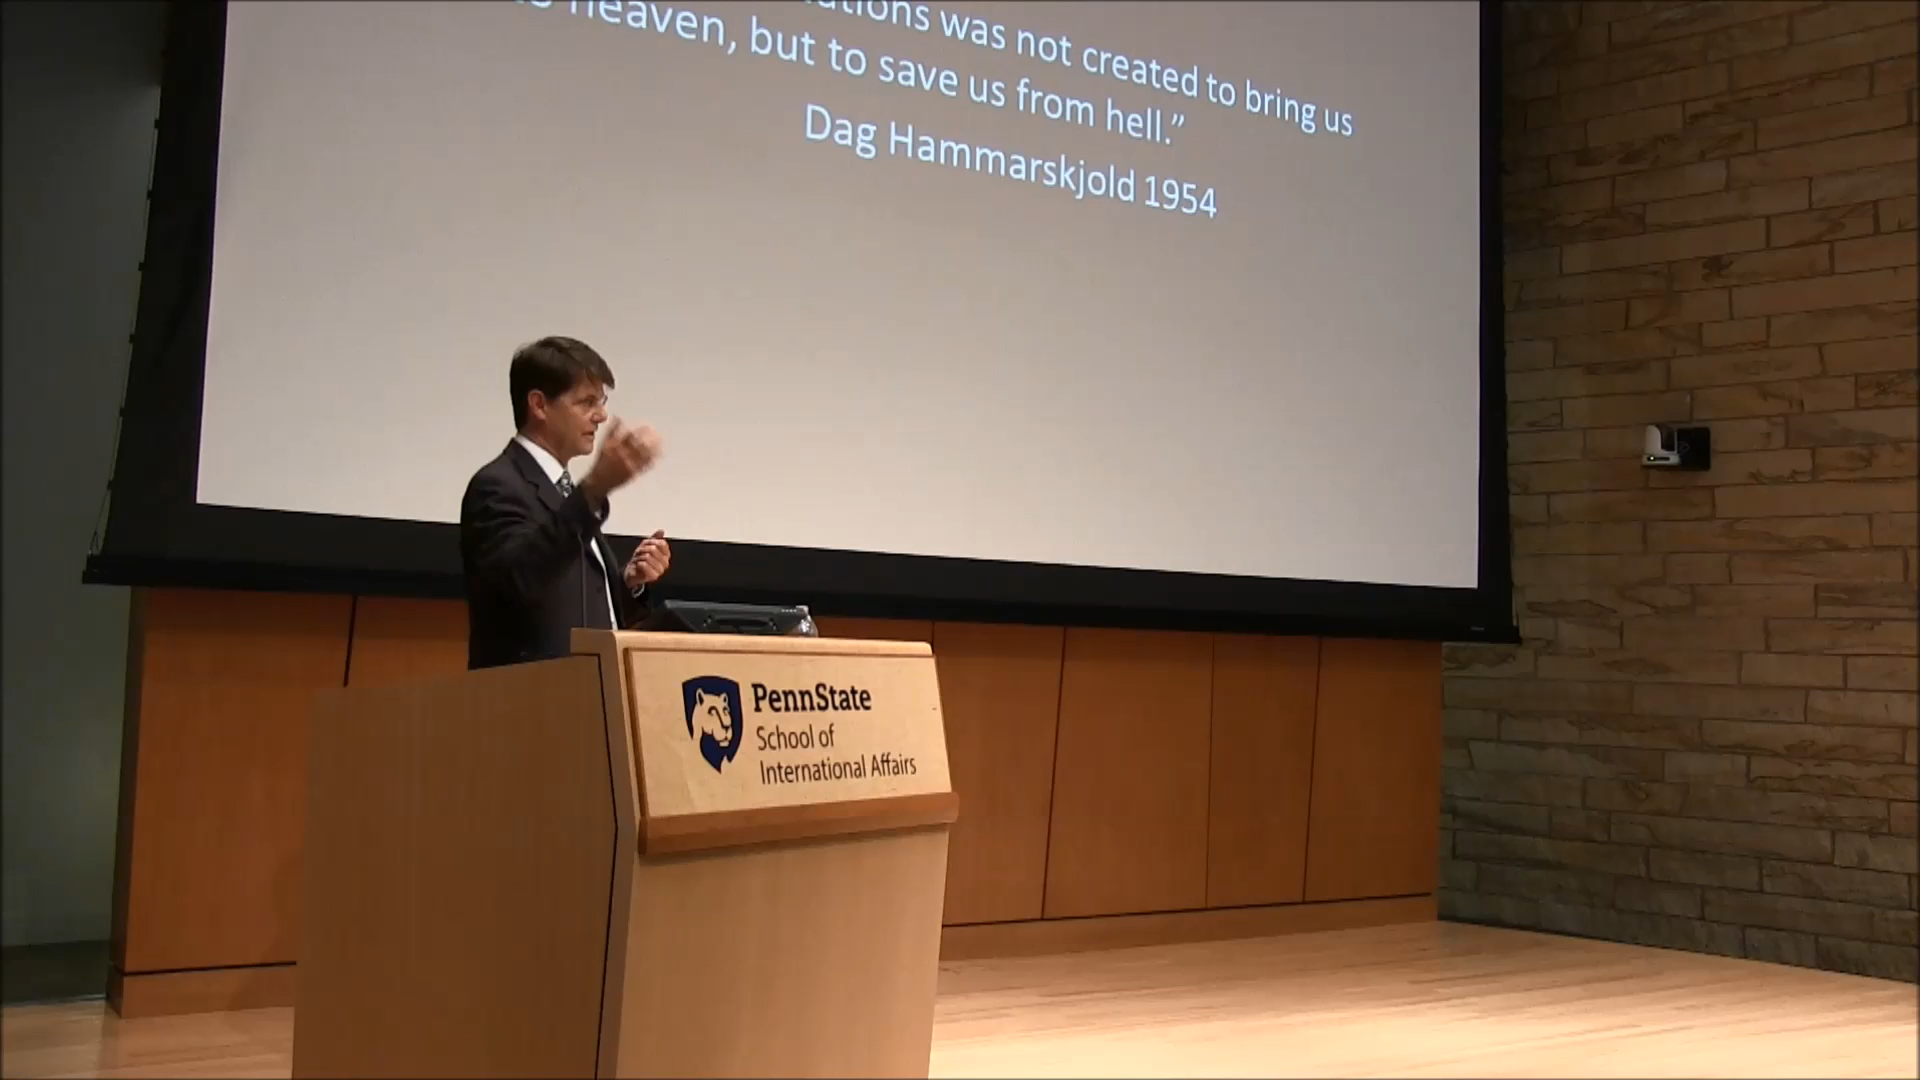 was not created to bring us
heaven, but to save us from hell.”
Dag Hammarskjold 1954
PennState
School of
International Affairs